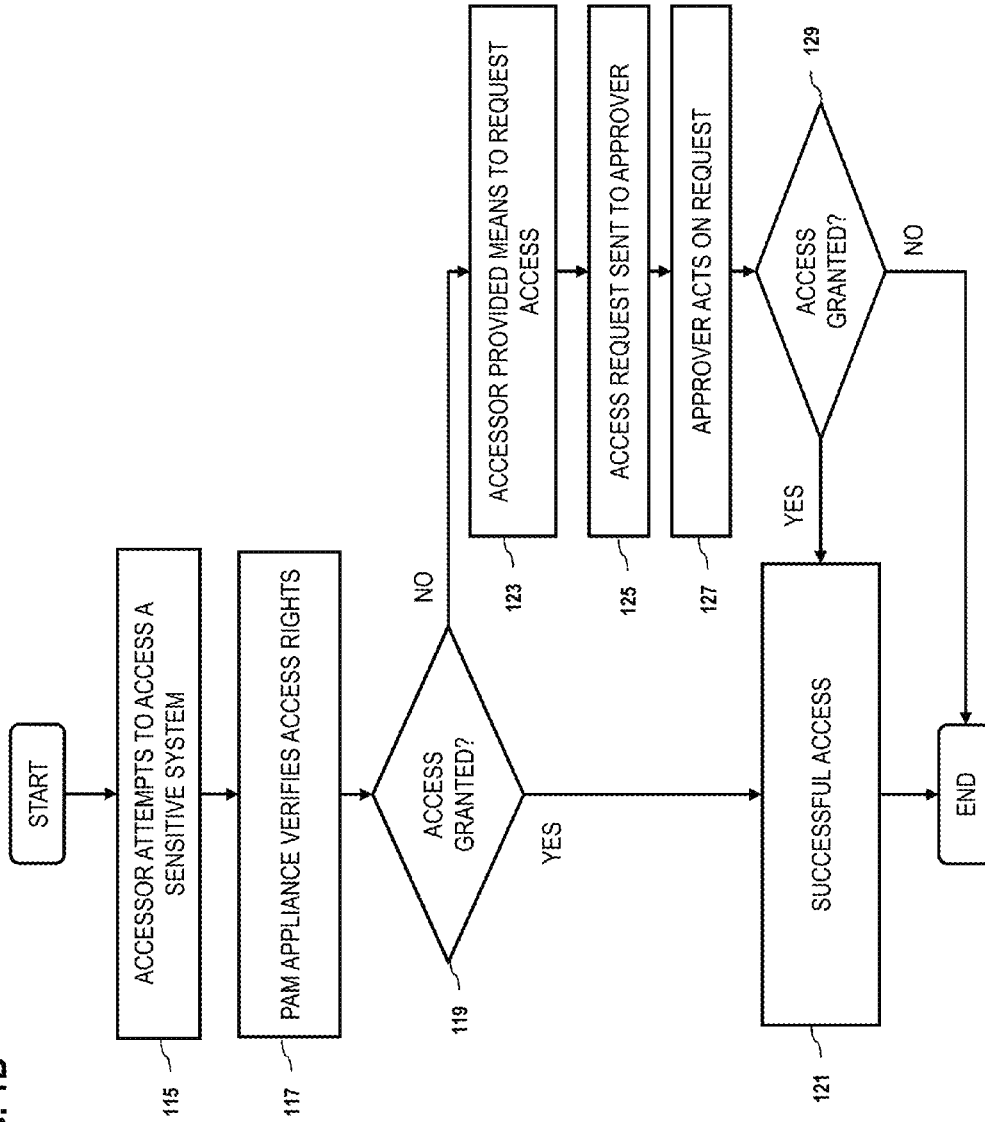 START
ACCESSOR ATTEMPTS TO ACCESS A
SENSITIVE SYSTEM
115
PAM APPLIANCE VERIFIES ACCESS RIGHTS
117
ACCESS
GRANTED?
119
NO
YES
ACCESSOR PROVIDED MEANS TO REQUEST
ACCESS
123
ACCESS REQUEST SENT TO APPROVER
125
APPROVER ACTS ON REQUEST
127
ACCESS
GRANTED?
129
YES
NO
SUCCESSFUL ACCESS
121
END